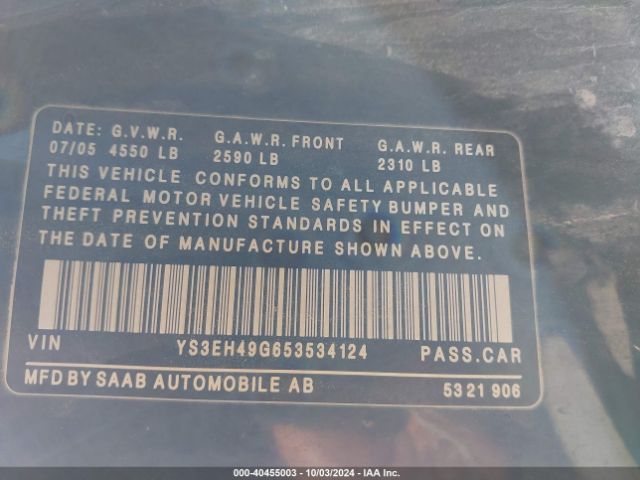 DATE: G.V.W.R. G.A.W.R. FRONT G.A.W.R. REAR
07/05 4550 LB 2590 LB 2310 LB
THIS VEHICLE CONFORMS TO ALL APPLICABLE
FEDERAL MOTOR VEHICLE SAFETY BUMPER AND
THEFT PREVENTION STANDARDS IN EFFECT ON
THE DATE OF MANUFACTURE SHOWN ABOVE.
VIN YS3EH49G653534124 PASS.CAR
MFD BY SAAB AUTOMOBILE AB 5321906
000-40455003 - 10/03/2024 - IAA Inc.